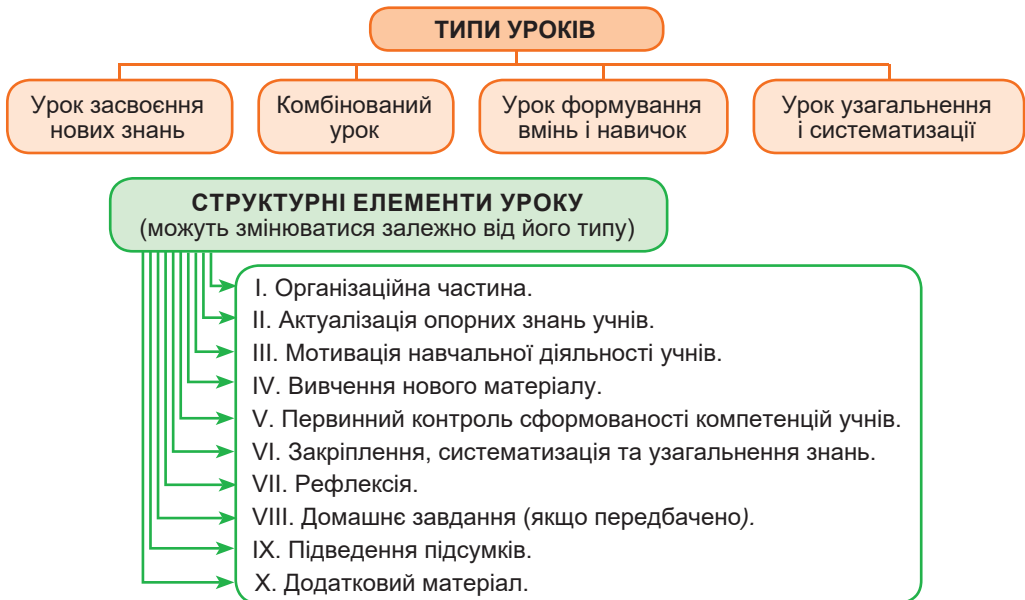 ТИПИ УРОКІВ
Урок засвоєння
нових знань
Комбінований
урок
Урок формування
вмінь і навичок
Урок узагальнення
і систематизації
СТРУКТУРНІ ЕЛЕМЕНТИ УРОКУ
(можуть змінюватися залежно від його типу)
I. Організаційна частина.
II. Актуалізація опорних знань учнів.
III. Мотивація навчальної діяльності учнів.
IV. Вивчення нового матеріалу.
V. Первинний контроль сформованості компетенцій учнів.
VI. Закріплення, систематизація та узагальнення знань.
VII. Рефлексія.
VIII. Домашнє завдання (якщо передбачено).
IX. Підведення підсумків.
X. Додатковий матеріал.